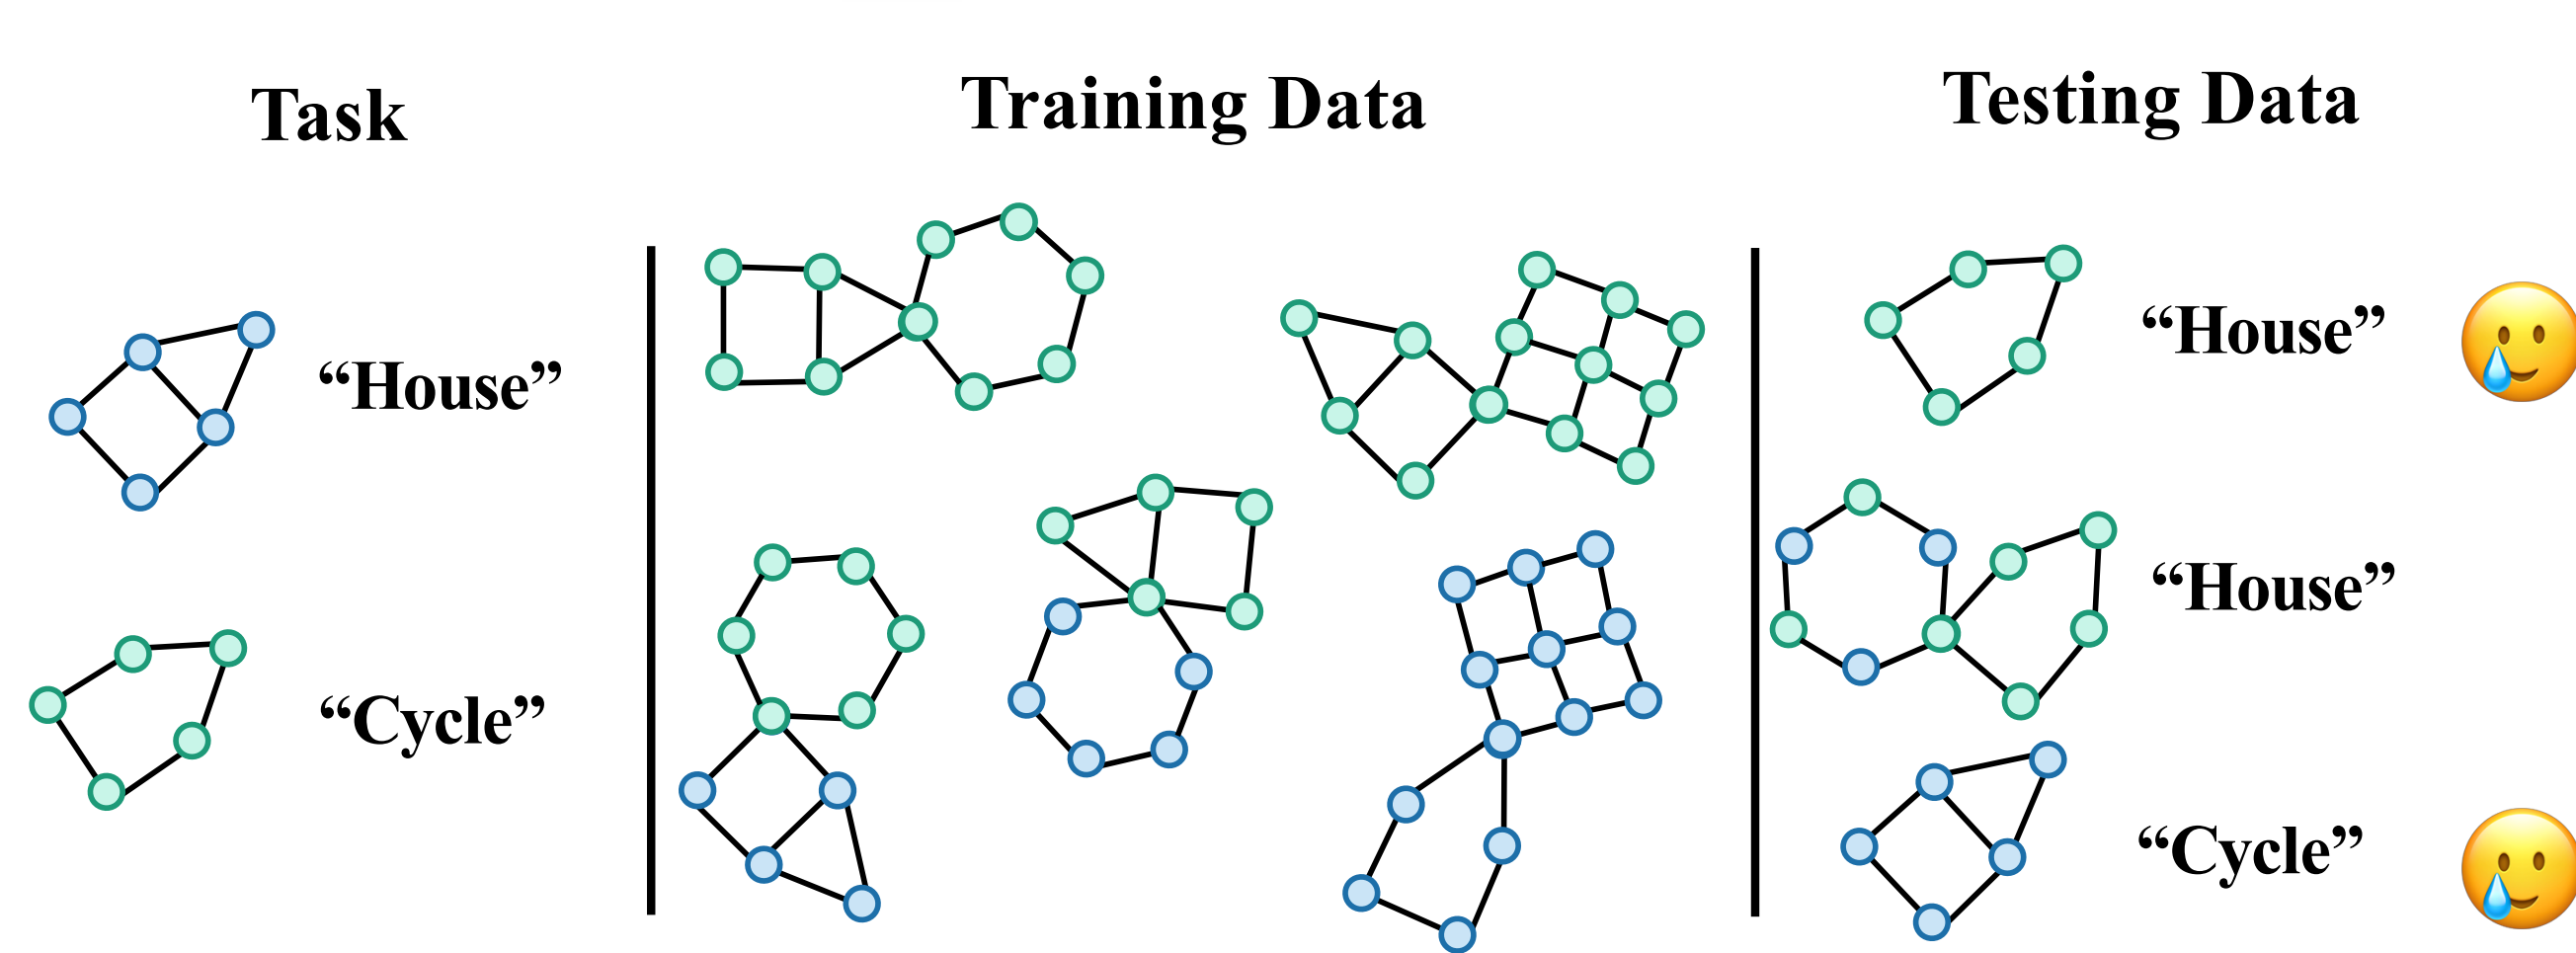 Task
Training Data
Testing Data
“House”
“Cycle”
“House”
“House”
“Cycle”